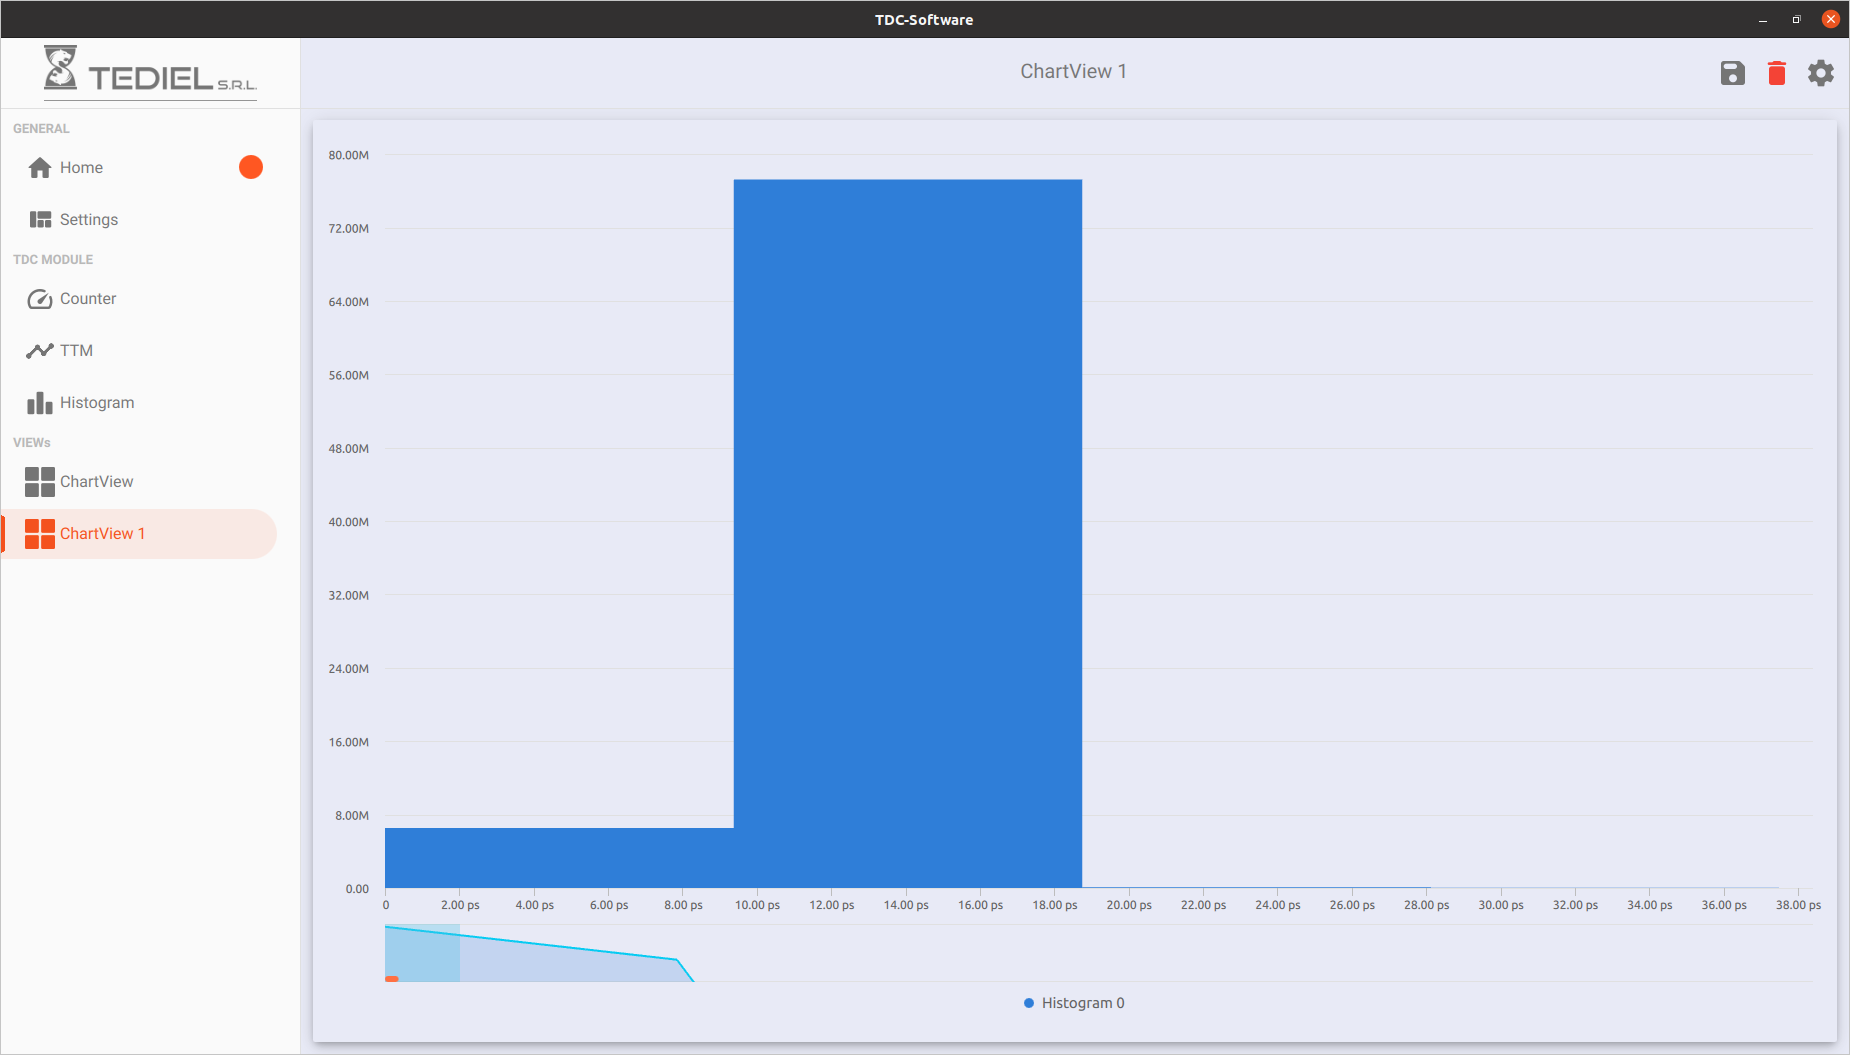 TDC-Software
TEDIEL S.R.L.
ChartView 1
GENERAL
Home
Settings
TDC MODULE
Counter
TTM
Histogram
VIEWs
ChartView
ChartView 1
80.00M
72.00M
64.00M
56.00M
48.00M
40.00M
32.00M
24.00M
16.00M
8.00M
0.00
0 2.00 ps 4.00 ps 6.00 ps 8.00 ps 10.00 ps 12.00 ps 14.00 ps 16.00 ps 18.00 ps 20.00 ps 22.00 ps 24.00 ps 26.00 ps 28.00 ps 30.00 ps 32.00 ps 34.00 ps 36.00 ps 38.00 ps
Histogram 0